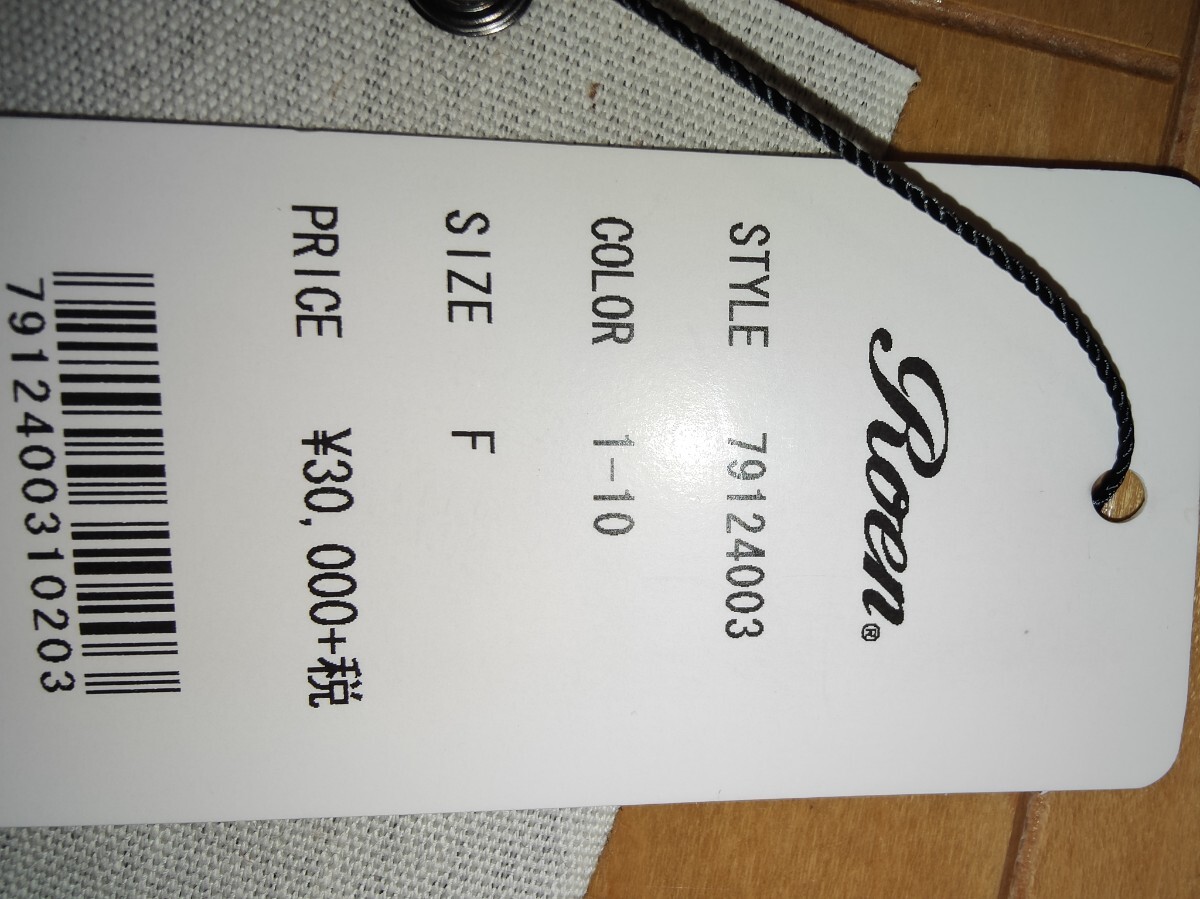 Roen®
STYLE 79124003
COLOR 1-10
SIZE F
PRICE ¥30,000+税
7912400310203